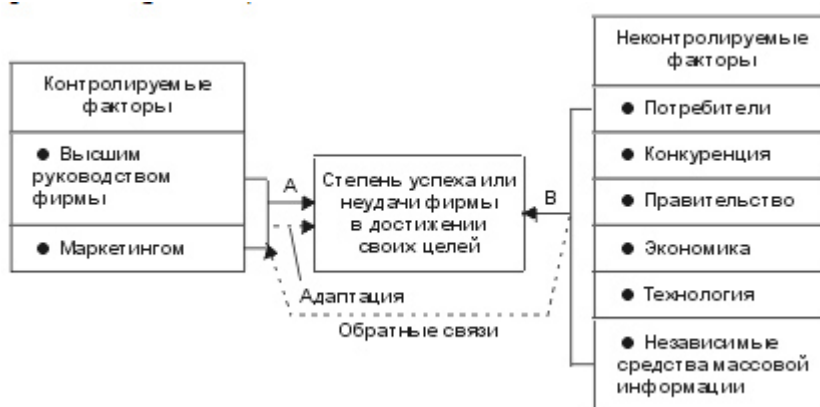 Контролируемые
факторы
● Высшим
руководством
фирмы
● Маркетингом
A
Степень успеха или
неудачи фирмы
в достижении
своих целей
B
Адаптация
Обратные связи
Неконтролируемые
факторы
● Потребители
● Конкуренция
● Правительство
● Экономика
● Технология
● Независимые
средства массовой
информации